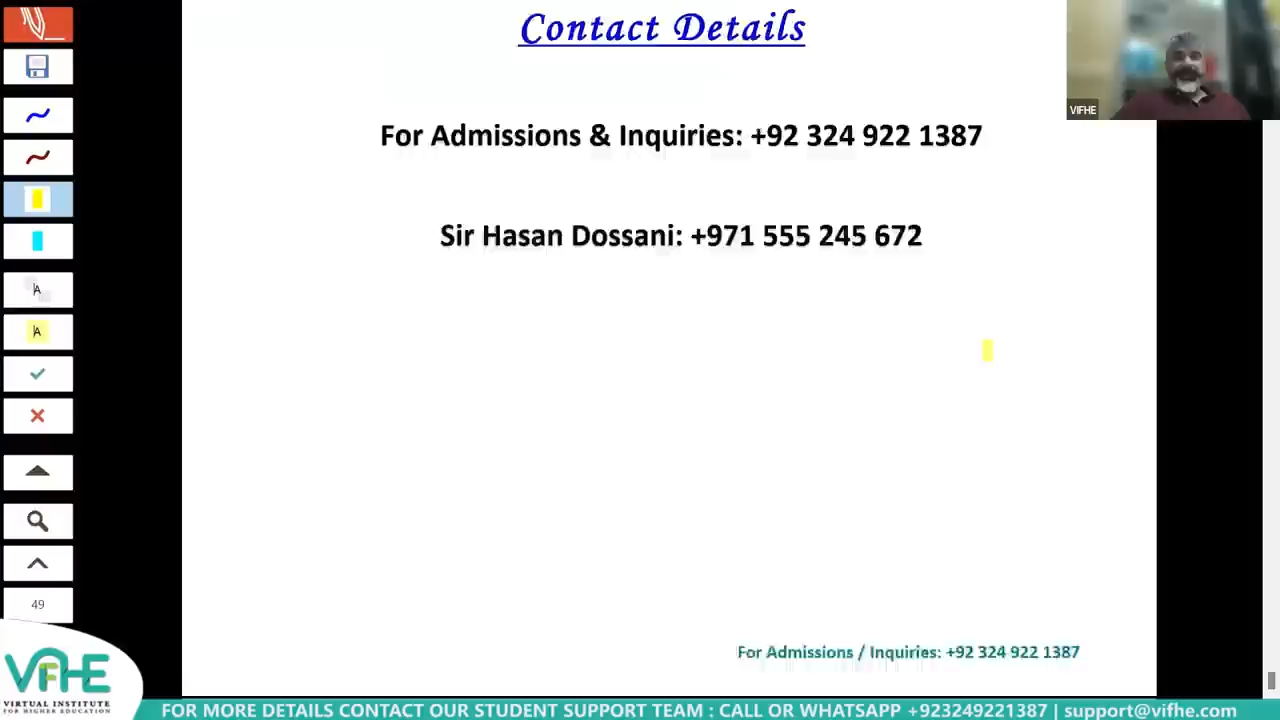 Contact Details
VIFHE
For Admissions & Inquiries: +92 324 922 1387
Sir Hasan Dossani: +971 555 245 672
A
A
49
For Admissions / Inquiries: +92 324 922 1387
VIFHE
VIRTUAL INSTITUTE
FOR HIGHER EDUCATION
FOR MORE DETAILS CONTACT OUR STUDENT SUPPORT TEAM : CALL OR WHATSAPP +923249221387 | support@vifhe.com